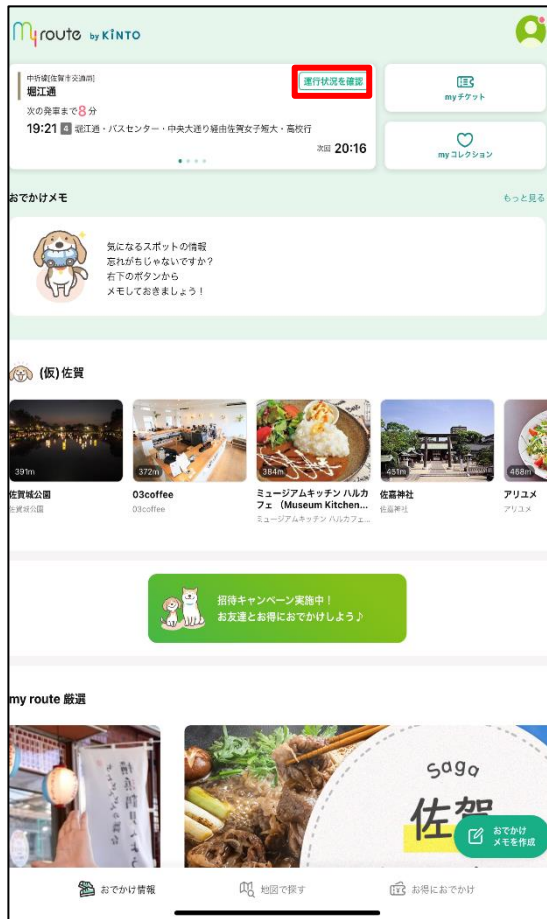 my route by KINTO
中折線[佐賀市交通局]
運行状況を確認
堀江通
次の発車まで8分
19:21 4 堀江通・バスセンター・中央大通り経由佐賀女子短大・高校行
次回 20:16
myチケット
myコレクション
おでかけメモ
もっと見る
気になるスポットの情報
忘れがちじゃないですか？
右下のボタンから
メモしておきましょう！
(仮)佐賀
391m
372m
384m
451m
468m
佐賀城公園
佐賀城公園
03coffee
03coffee
ミュージアムキッチン ハルカ
フェ （Museum Kitchen...
ミュージアムキッチン ハルカフェ...
佐嘉神社
佐嘉神社
アリユメ
アリユメ
招待キャンペーン実施中！
お友達とお得におでかけしよう♪
my route 厳選
Saga
佐賀
おでかけ
メモを作成
おでかけ情報
地図で探す
お得におでかけ